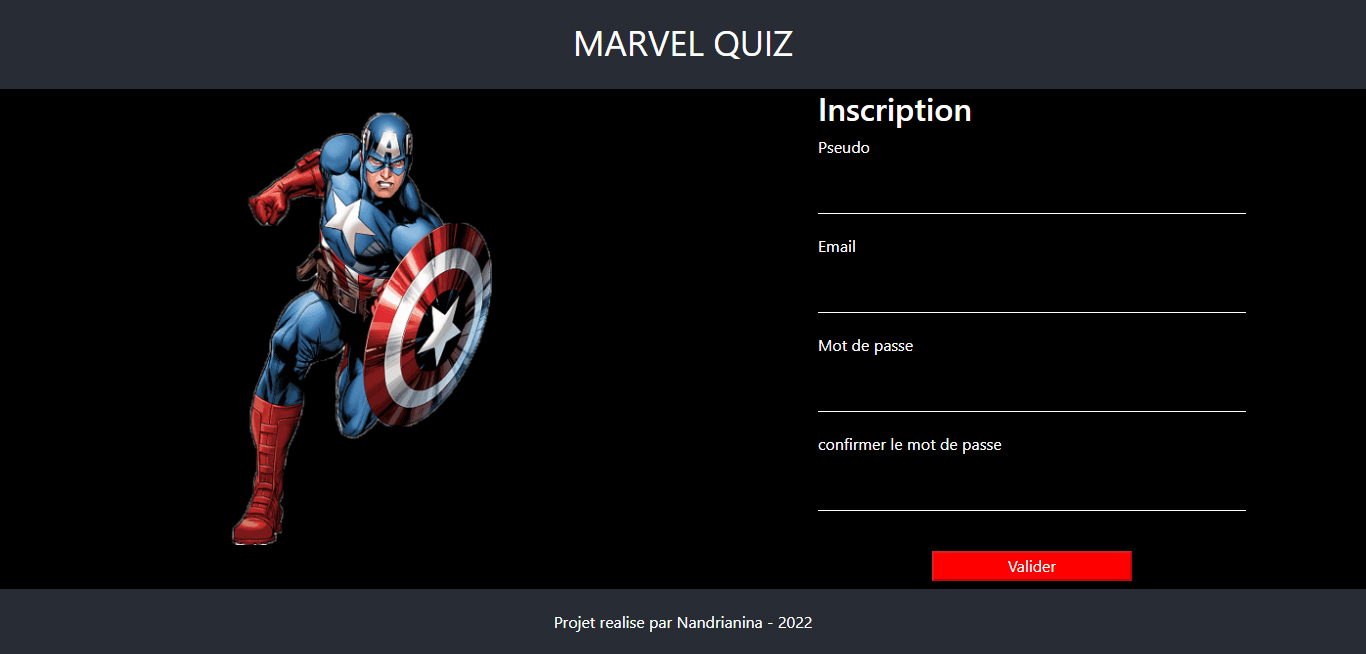 MARVEL QUIZ
Inscription
Pseudo
Email
Mot de passe
confirmer le mot de passe
Valider
Projet realise par Nandrianina - 2022